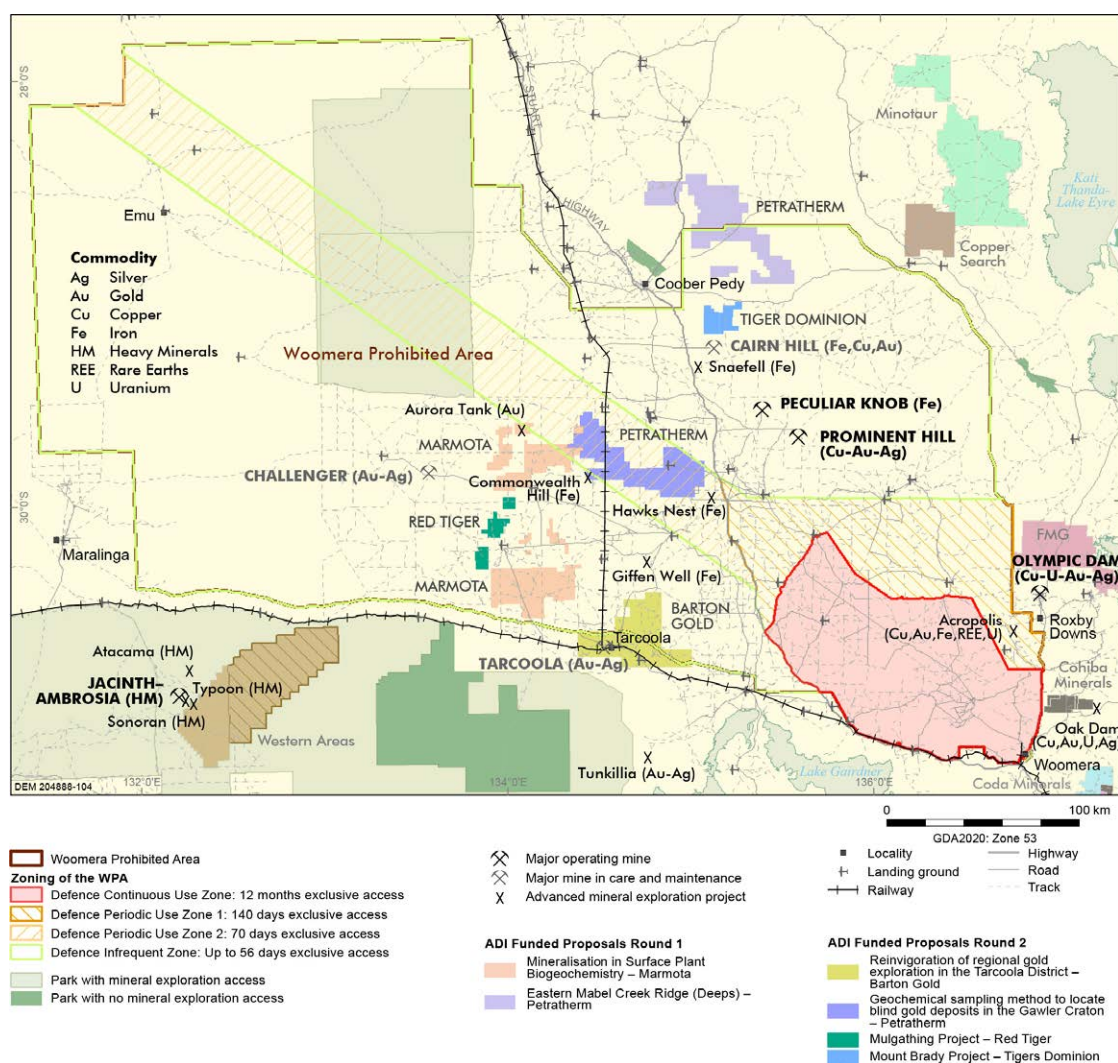 28°0'S
STUART
HIGHWAY
Minotaur
Kati
Thanda-
Lake Eyre
PETRATHERM
Copper
Search
Emu
Coober Pedy
Commodity
Ag Silver
Au Gold
Cu Copper
Fe Iron
HM Heavy Minerals
REE Rare Earths
U Uranium
TIGER DOMINION
CAIRN HILL (Fe,Cu,Au)
Snaefell (Fe)
Woomera Prohibited Area
PECULIAR KNOB (Fe)
Aurora Tank (Au)
MARMOTA
PETRATHERM
PROMINENT HILL
(Cu-Au-Ag)
CHALLENGER (Au-Ag)
Commonwealth
Hill (Fe)
Hawks Nest (Fe)
30°0'S
RED TIGER
FMG
Maralinga
OLYMPIC DAM
(Cu-U-Au-Ag)
Giffen Well (Fe)
MARMOTA
BARTON
GOLD
Acropolis
(Cu,Au,Fe,REE,U)
Roxby
Downs
Tarcoola
TARCOOLA (Au-Ag)
Atacama (HM)
Cohiba
Minerals
JACINTH–
AMBROSIA (HM)
Typoon (HM)
Sonoran (HM)
Oak Dam
(Cu,Au,U,Ag)
Western Areas
Woomera
Tunkillia (Au-Ag)
Lake Gairdner
Coda Minerals
132°0'E
134°0'E
136°0'E
DEM 204888-104
0 100 km
GDA2020: Zone 53
Woomera Prohibited Area
Zoning of the WPA
Defence Continuous Use Zone: 12 months exclusive access
Defence Periodic Use Zone 1: 140 days exclusive access
Defence Periodic Use Zone 2: 70 days exclusive access
Defence Infrequent Zone: Up to 56 days exclusive access
Park with mineral exploration access
Park with no mineral exploration access
Major operating mine
Major mine in care and maintenance
Advanced mineral exploration project
ADI Funded Proposals Round 1
Mineralisation in Surface Plant
Biogeochemistry – Marmota
Eastern Mabel Creek Ridge (Deeps) –
Petratherm
Locality
Landing ground
Railway
Highway
Road
Track
ADI Funded Proposals Round 2
Reinvigoration of regional gold
exploration in the Tarcoola District –
Barton Gold
Geochemical sampling method to locate
blind gold deposits in the Gawler Craton
– Petratherm
Mulgathing Project – Red Tiger
Mount Brady Project – Tigers Dominion